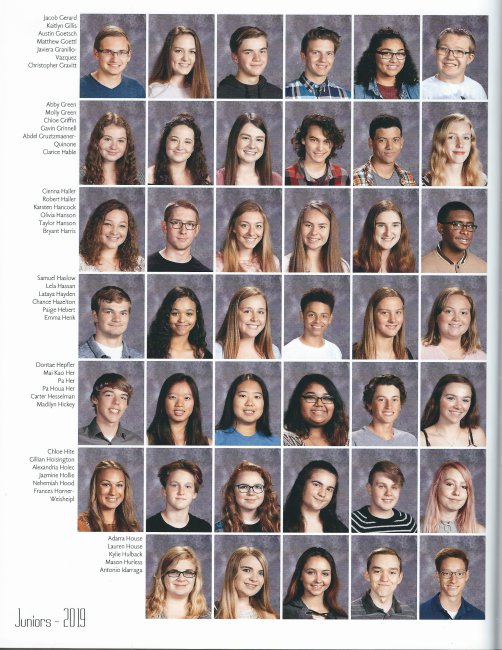 Jacob Gerard
Kaitlyn Gillis
Austin Goetsch
Matthew Goettl
Javiera Granillo-
Vazquez
Christopher Gravitt
Abby Green
Molly Green
Chloe Griffin
Gavin Grinnell
Abdel Gruetzmaener-
Quinone
Clarice Hable
Cienna Haller
Robert Haller
Karsten Hancock
Olivia Hanson
Taylor Hanson
Bryant Harris
Samuel Haslow
Lela Hassan
Lataya Hayden
Chance Hazelton
Paige Hebert
Emma Henk
Dontae Hepfler
Mai Kao Her
Pa Her
Pa Houa Her
Carter Hesselman
Madilyn Hickey
Chloe Hite
Gillian Hoisington
Alexandria Holec
Jazmine Hollis
Nehemiah Hood
Frances Horner-
Weisheipl
Adarra House
Lauren House
Kylie Hulback
Mason Hurless
Antonio Idarraga
Juniors - 2019